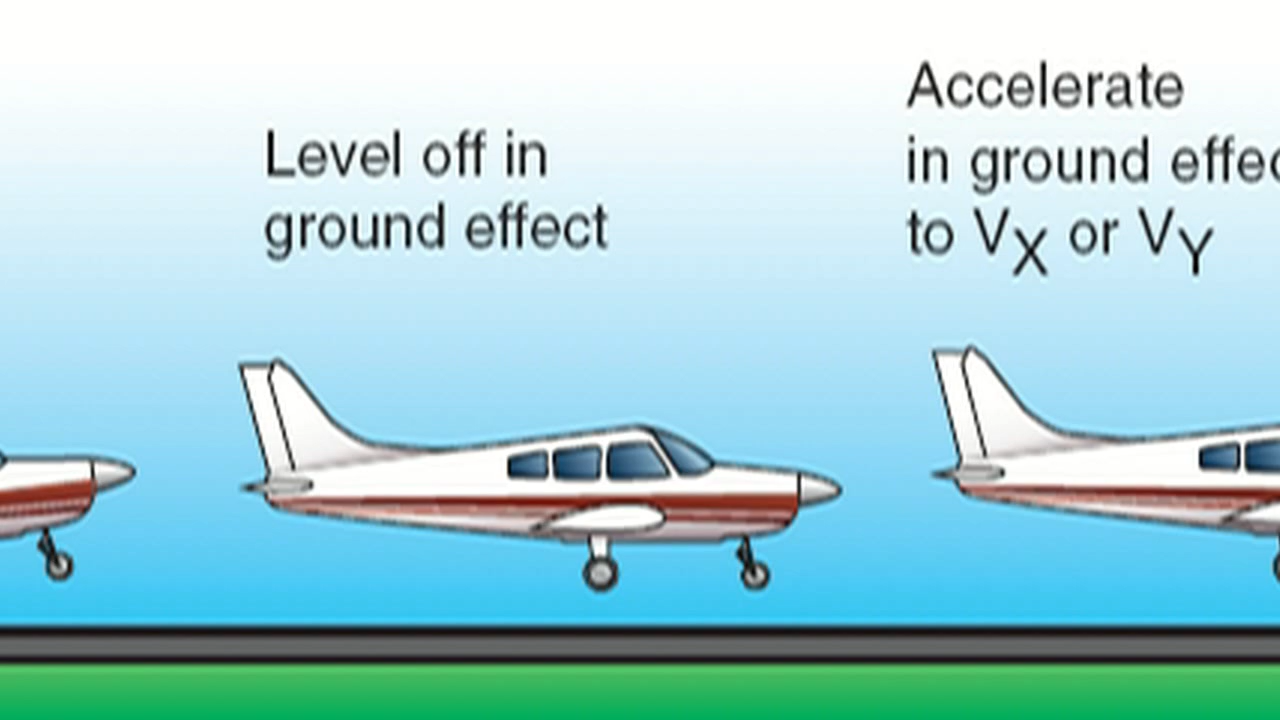 Level off in
ground effect
Accelerate
in ground effec
to VX or VY